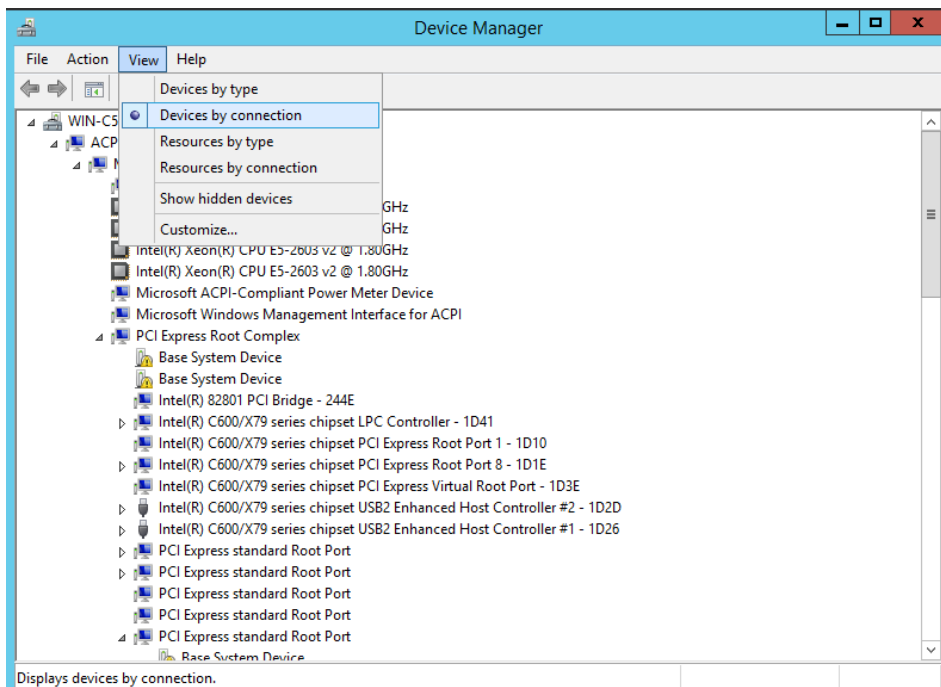 Device Manager
File Action View Help
Devices by type
WIN-C5
Devices by connection
ACP
Resources by type
Resources by connection
Show hidden devices
GHz
Customize...
GHz
Intel(R) Xeon(R) CPU E5-2603 v2 @ 1.80GHz
Intel(R) Xeon(R) CPU E5-2603 v2 @ 1.80GHz
Microsoft ACPI-Compliant Power Meter Device
Microsoft Windows Management Interface for ACPI
PCI Express Root Complex
Base System Device
Base System Device
Intel(R) 82801 PCI Bridge - 244E
Intel(R) C600/X79 series chipset LPC Controller - 1D41
Intel(R) C600/X79 series chipset PCI Express Root Port 1 - 1D10
Intel(R) C600/X79 series chipset PCI Express Root Port 8 - 1D1E
Intel(R) C600/X79 series chipset PCI Express Virtual Root Port - 1D3E
Intel(R) C600/X79 series chipset USB2 Enhanced Host Controller #2 - 1D2D
Intel(R) C600/X79 series chipset USB2 Enhanced Host Controller #1 - 1D26
PCI Express standard Root Port
PCI Express standard Root Port
PCI Express standard Root Port
PCI Express standard Root Port
PCI Express standard Root Port
Base System Device
Displays devices by connection.